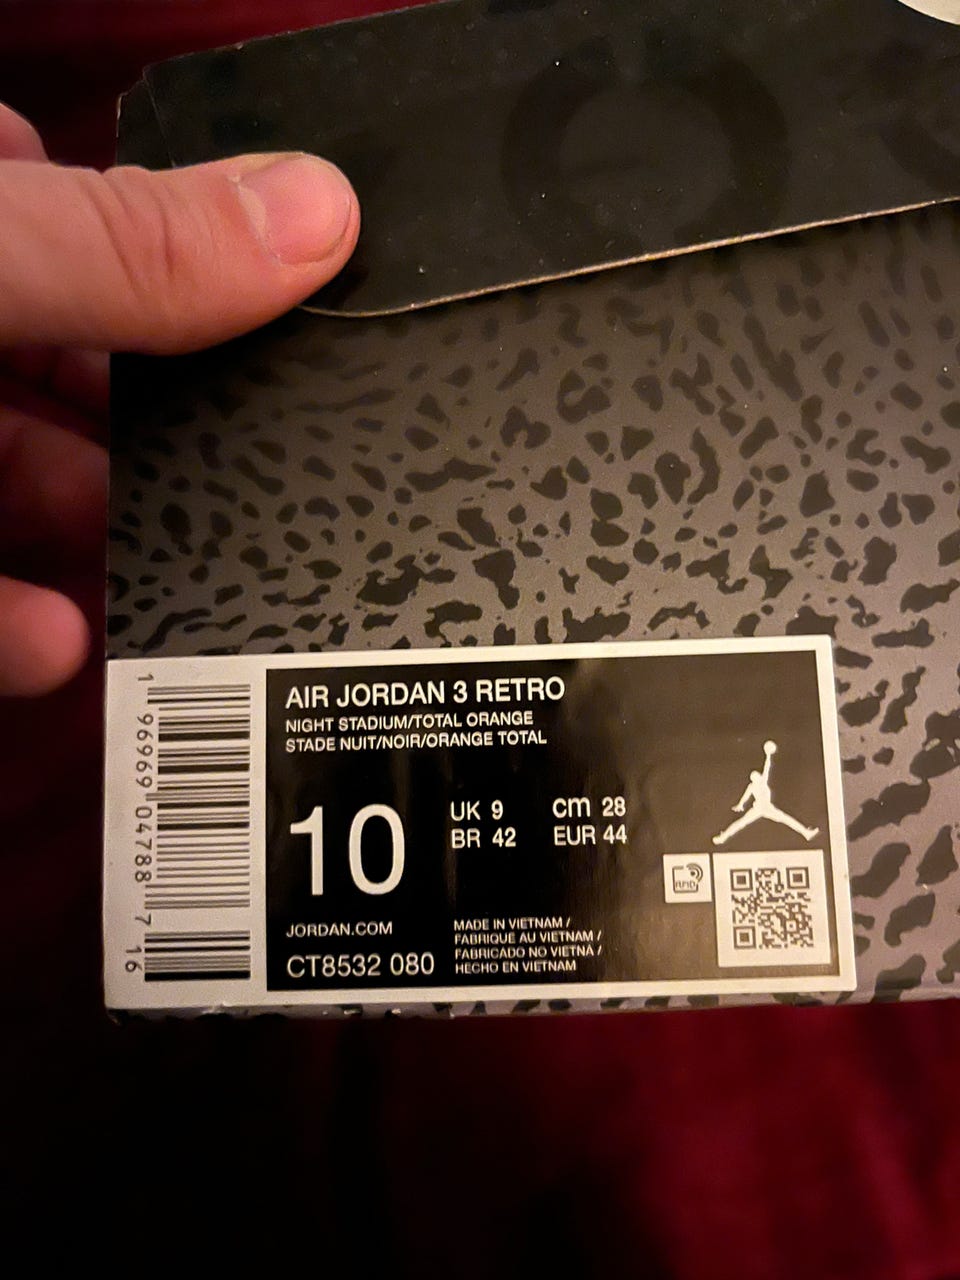 AIR JORDAN 3 RETRO
NIGHT STADIUM/TOTAL ORANGE
STADE NUIT/NOIR/ORANGE TOTAL
10
UK 9 cm 28
BR 42 EUR 44
RFID
JORDAN.COM
CT8532 080
MADE IN VIETNAM /
FABRIQUE AU VIETNAM /
FABRICADO NO VIETNÃ /
HECHO EN VIETNAM
1 96969 04788 7 16